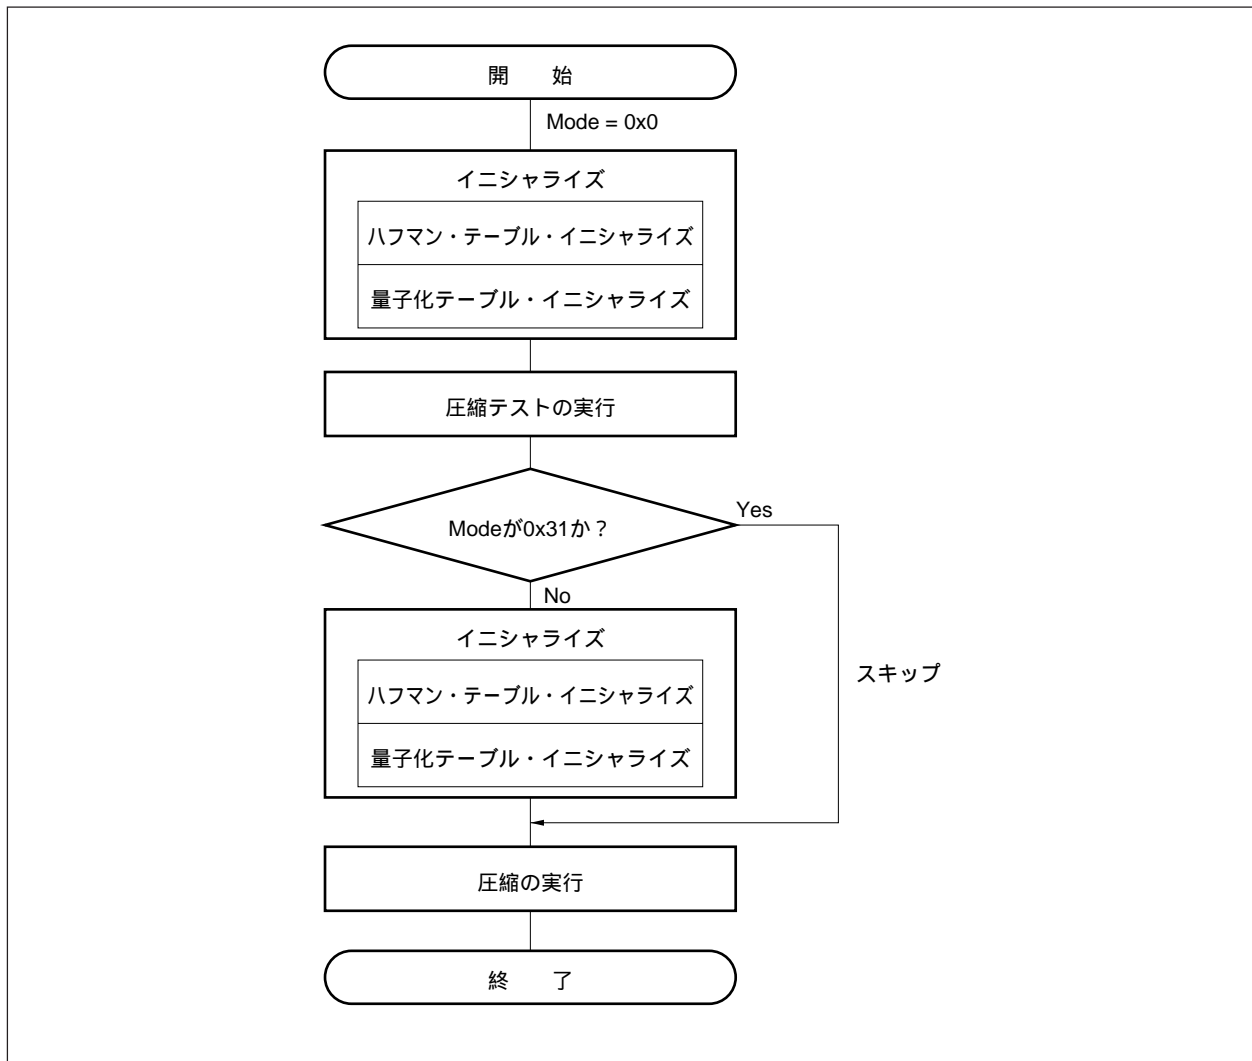 開　　始
Mode = 0x0
イニシャライズ
ハフマン・テーブル・イニシャライズ
量子化テーブル・イニシャライズ
圧縮テストの実行
Modeが0x31か？
Yes
No
イニシャライズ
ハフマン・テーブル・イニシャライズ
スキップ
量子化テーブル・イニシャライズ
圧縮の実行
終　　了